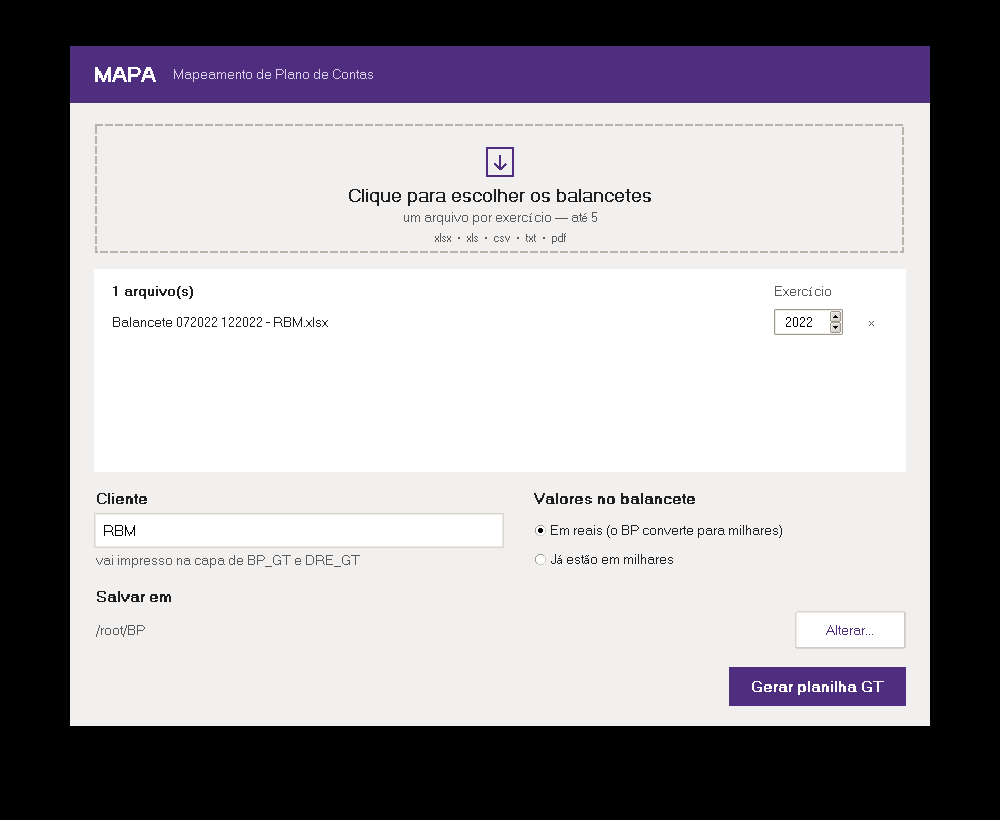 MAPA Mapeamento de Plano de Contas
Clique para escolher os balancetes
um arquivo por exercício — até 5
xlsx • xls • csv • txt • pdf
1 arquivo(s) Exercício
Balancete 072022 122022 - RBM.xlsx 2022 ×
Cliente
RBM
vai impresso na capa de BP_GT e DRE_GT
Valores no balancete
Em reais (o BP converte para milhares)
Já estão em milhares
Salvar em
/root/BP
Alterar...
Gerar planilha GT